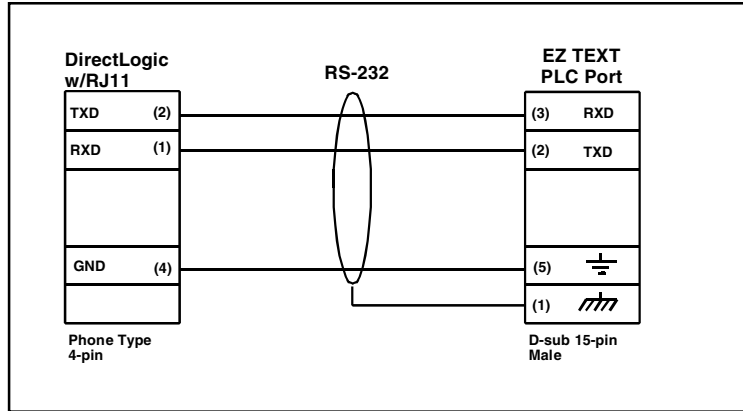 DirectLogic
w/RJ11
RS-232
EZ TEXT
PLC Port
TXD (2)
(3) RXD
RXD (1)
(2) TXD
GND (4)
(5)
(1)
Phone Type
4-pin
D-sub 15-pin
Male